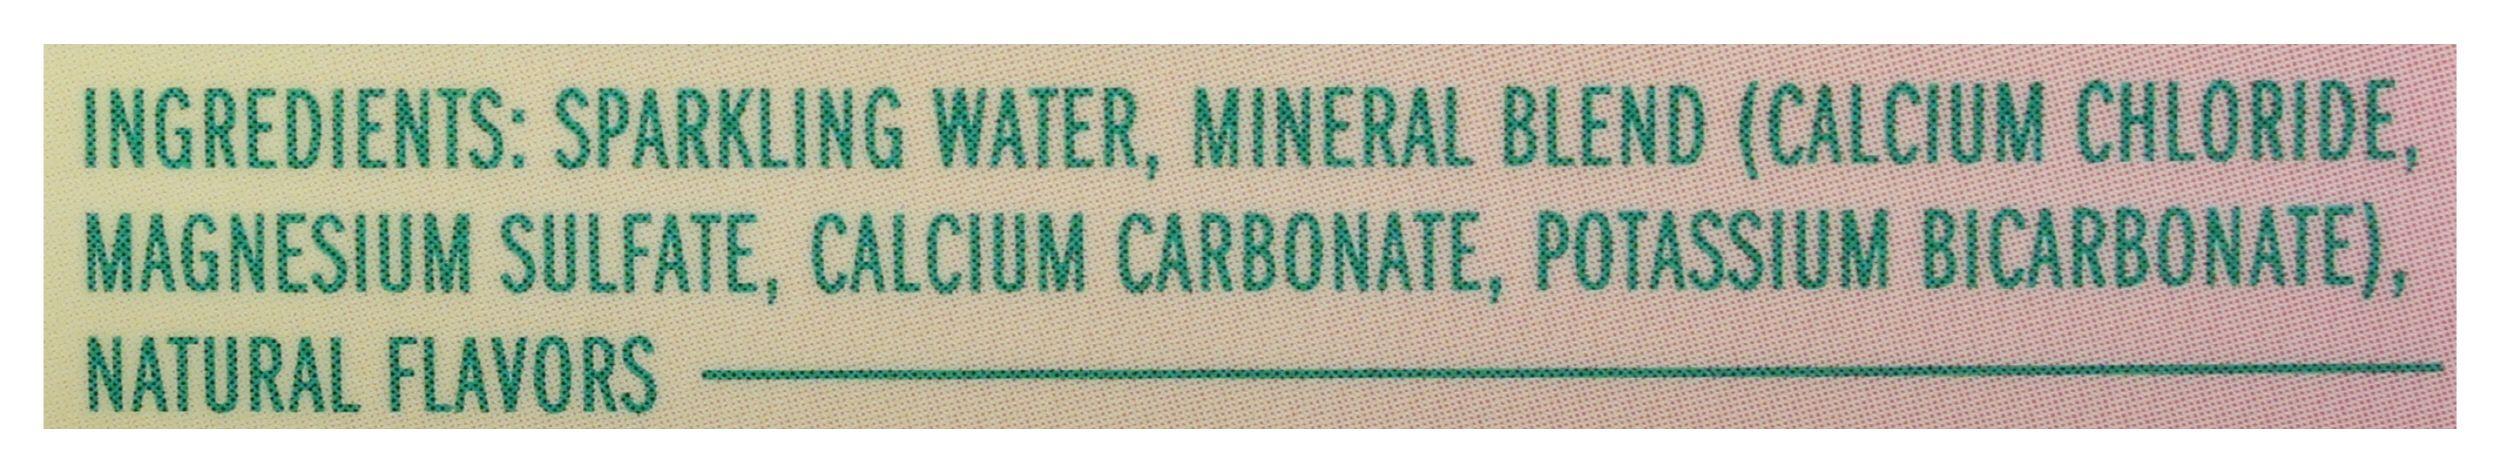 INGREDIENTS: SPARKLING WATER, MINERAL BLEND (CALCIUM CHLORIDE,
MAGNESIUM SULFATE, CALCIUM CARBONATE, POTASSIUM BICARBONATE),
NATURAL FLAVORS